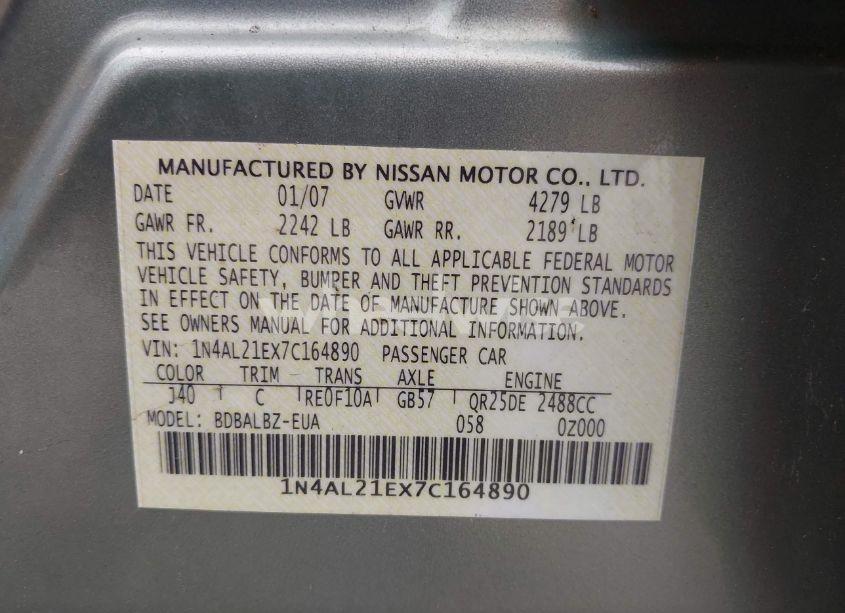 MANUFACTURED BY NISSAN MOTOR CO., LTD.
DATE 01/07 GVWR 4279 LB
GAWR FR. 2242 LB GAWR RR. 2189 LB
THIS VEHICLE CONFORMS TO ALL APPLICABLE FEDERAL MOTOR
VEHICLE SAFETY, BUMPER AND THEFT PREVENTION STANDARDS
IN EFFECT ON THE DATE OF MANUFACTURE SHOWN ABOVE.
SEE OWNERS MANUAL FOR ADDITIONAL INFORMATION.
VIN: 1N4AL21EX7C164890 PASSENGER CAR
COLOR TRIM TRANS AXLE ENGINE
J40 C RE0F10A GB57 QR25DE 2488CC
MODEL: BDBALBZ-EUA 058 0Z000
1N4AL21EX7C164890